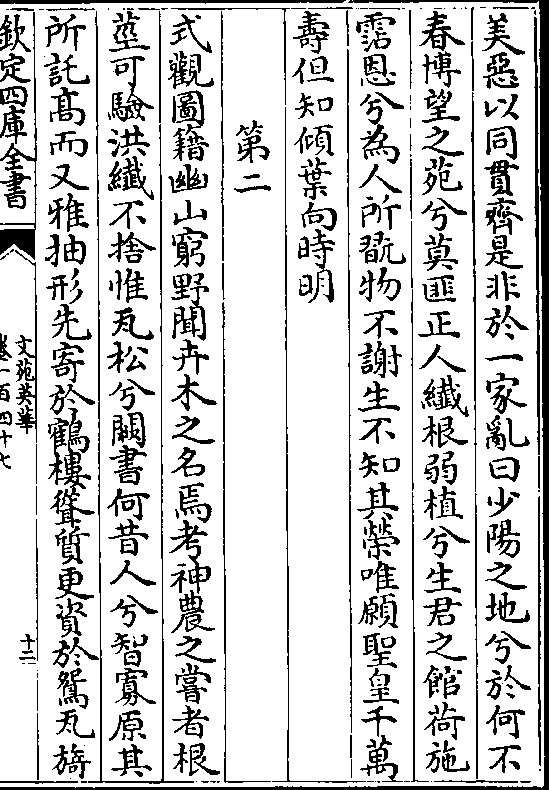 美惡以同貫齊是非於一家亂曰少陽之地兮於何不
春博望之苑兮莫匪正人纖根弱植兮生君之館荷施
霑恩兮為人所翫物不謝生不知其榮唯願聖皇千萬
壽但知傾葉向時明
第二
式觀圖籍幽山窮野聞卉木之名焉考神農之嘗者根
莖可驗洪纖不捨惟瓦松兮闕書何昔人兮智寡原其
所託髙而又雅抽形先寄於鶴樓聳質更資於鴛瓦旖
欽定四庫全書
文苑英華
卷一百四十七
十二